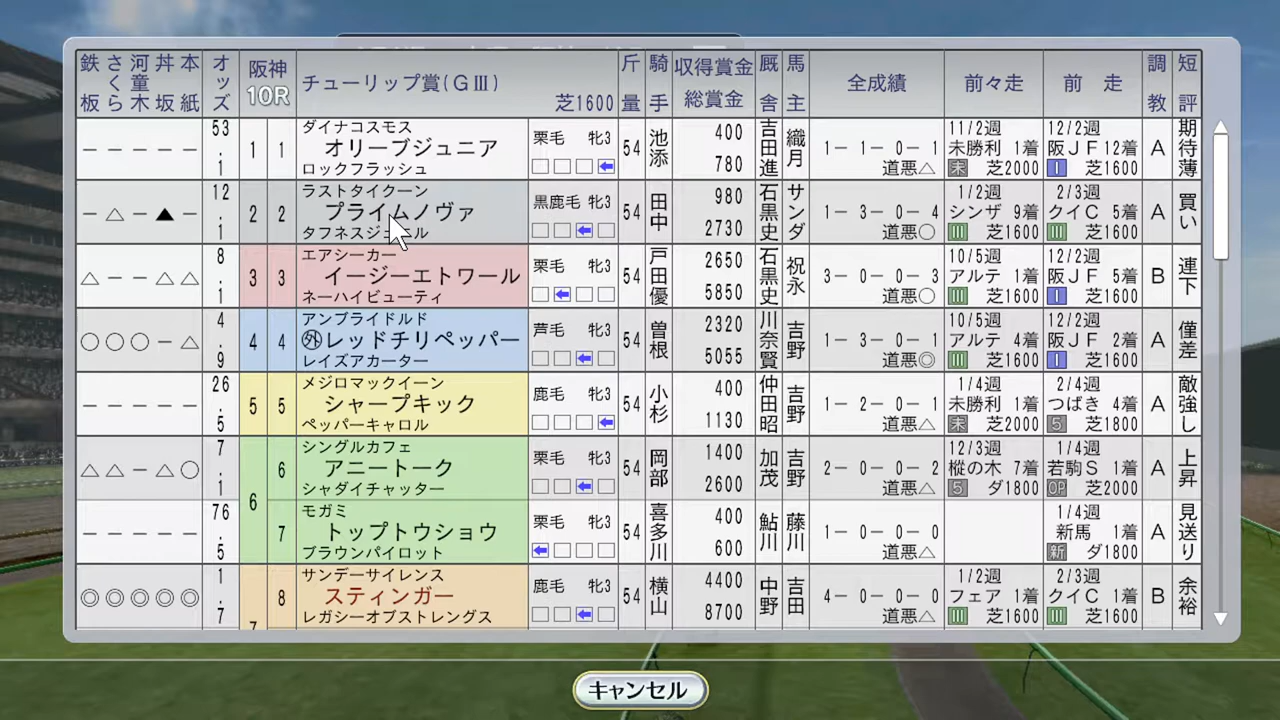 鉄板 さくら 河童木 丼坂 本紙 オッズ 阪神 10R チューリップ賞(GⅢ) 芝1600 斤量 騎手 収得賞金 総賞金 厩舎 馬主 全成績 前々走 前 走 調教 短評
ダイナコスモス
－－－－－ 53.1 1 1 オリーブジュニア 栗毛 牝3 54 池添 400 780 吉田進 織月 1－1－0－1 道悪△ 11/2週 未勝利 1着 未 芝2000 12/2週 阪JF 12着 Ⅰ 芝1600 A 期待薄
ロックフラッシュ
ラストタイクーン
－△－▲－ 12.1 2 2 プライムノヴァ 黒鹿毛 牝3 54 田中 980 2730 石黒史 サンダ 1－3－0－4 道悪○ 1/2週 シンザ 9着 Ⅲ 芝1600 2/3週 クイC 5着 Ⅲ 芝1600 A 買い
タフネスジェニル
エアシーカー
△－－△△ 8.1 3 3 イージーエトワール 栗毛 牝3 54 戸田優 2650 5850 石黒史 祝永 3－0－0－3 道悪○ 10/5週 アルテ 1着 Ⅲ 芝1600 12/2週 阪JF 5着 Ⅰ 芝1600 B 連下
ネーハイビューティ
アンブライドルド
○○○－△ 4.9 4 4 外レッドチリペッパー 芦毛 牝3 54 曽根 2320 5055 川奈賢 吉野 1－3－0－1 道悪◎ 10/5週 アルテ 4着 Ⅲ 芝1600 12/2週 阪JF 2着 Ⅰ 芝1600 A 僅差
レイズアカーター
メジロマックイーン
－－－－－ 26.5 5 5 シャープキック 鹿毛 牝3 54 小杉 400 1130 仲田昭 吉野 1－2－0－1 道悪△ 1/4週 未勝利 1着 未 芝2000 2/4週 つばき 4着 5 芝1800 A 敵強し
ペッパーキャロル
シングルカフェ
△△－△○ 7.1 6 6 アニートーク 栗毛 牝3 54 岡部 1400 2600 加茂 吉野 2－0－0－2 道悪△ 12/3週 樅の木 7着 5 ダ1800 1/4週 若駒S 1着 OP 芝2000 A 上昇
シャダイチャッター
モガミ
－－－－－ 76.5 7 トップトウショウ 栗毛 牝3 54 喜多川 400 600 鮎川 藤川 1－0－0－0 道悪△ 1/4週 新馬 1着 新 ダ1800 A 見送り
ブラウンパイロット
サンデーサイレンス
◎◎◎◎◎ 1.7 7 8 スティンガー 鹿毛 牝3 54 横山 4400 8700 中野 吉田 4－0－0－0 道悪△ 1/2週 フェア 1着 Ⅲ 芝1600 2/3週 クイC 1着 Ⅲ 芝1600 B 余裕
レガシーオブストレングス
キャンセル